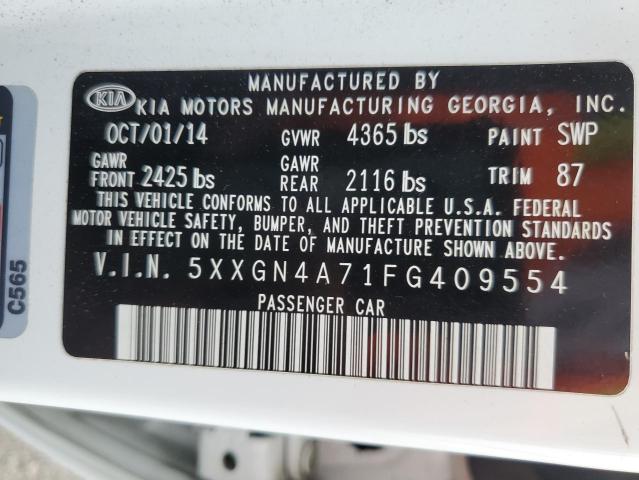 MANUFACTURED BY
KIA KIA MOTORS MANUFACTURING GEORGIA, INC.
OCT/01/14 GVWR 4365 lbs PAINT SWP
GAWR FRONT 2425 lbs GAWR REAR 2116 lbs TRIM 87
THIS VEHICLE CONFORMS TO ALL APPLICABLE U.S.A. FEDERAL
MOTOR VEHICLE SAFETY, BUMPER, AND THEFT PREVENTION STANDARDS
IN EFFECT ON THE DATE OF MANUFACTURE SHOWN ABOVE.
V.I.N. 5XXGN4A71FG409554
PASSENGER CAR
C565